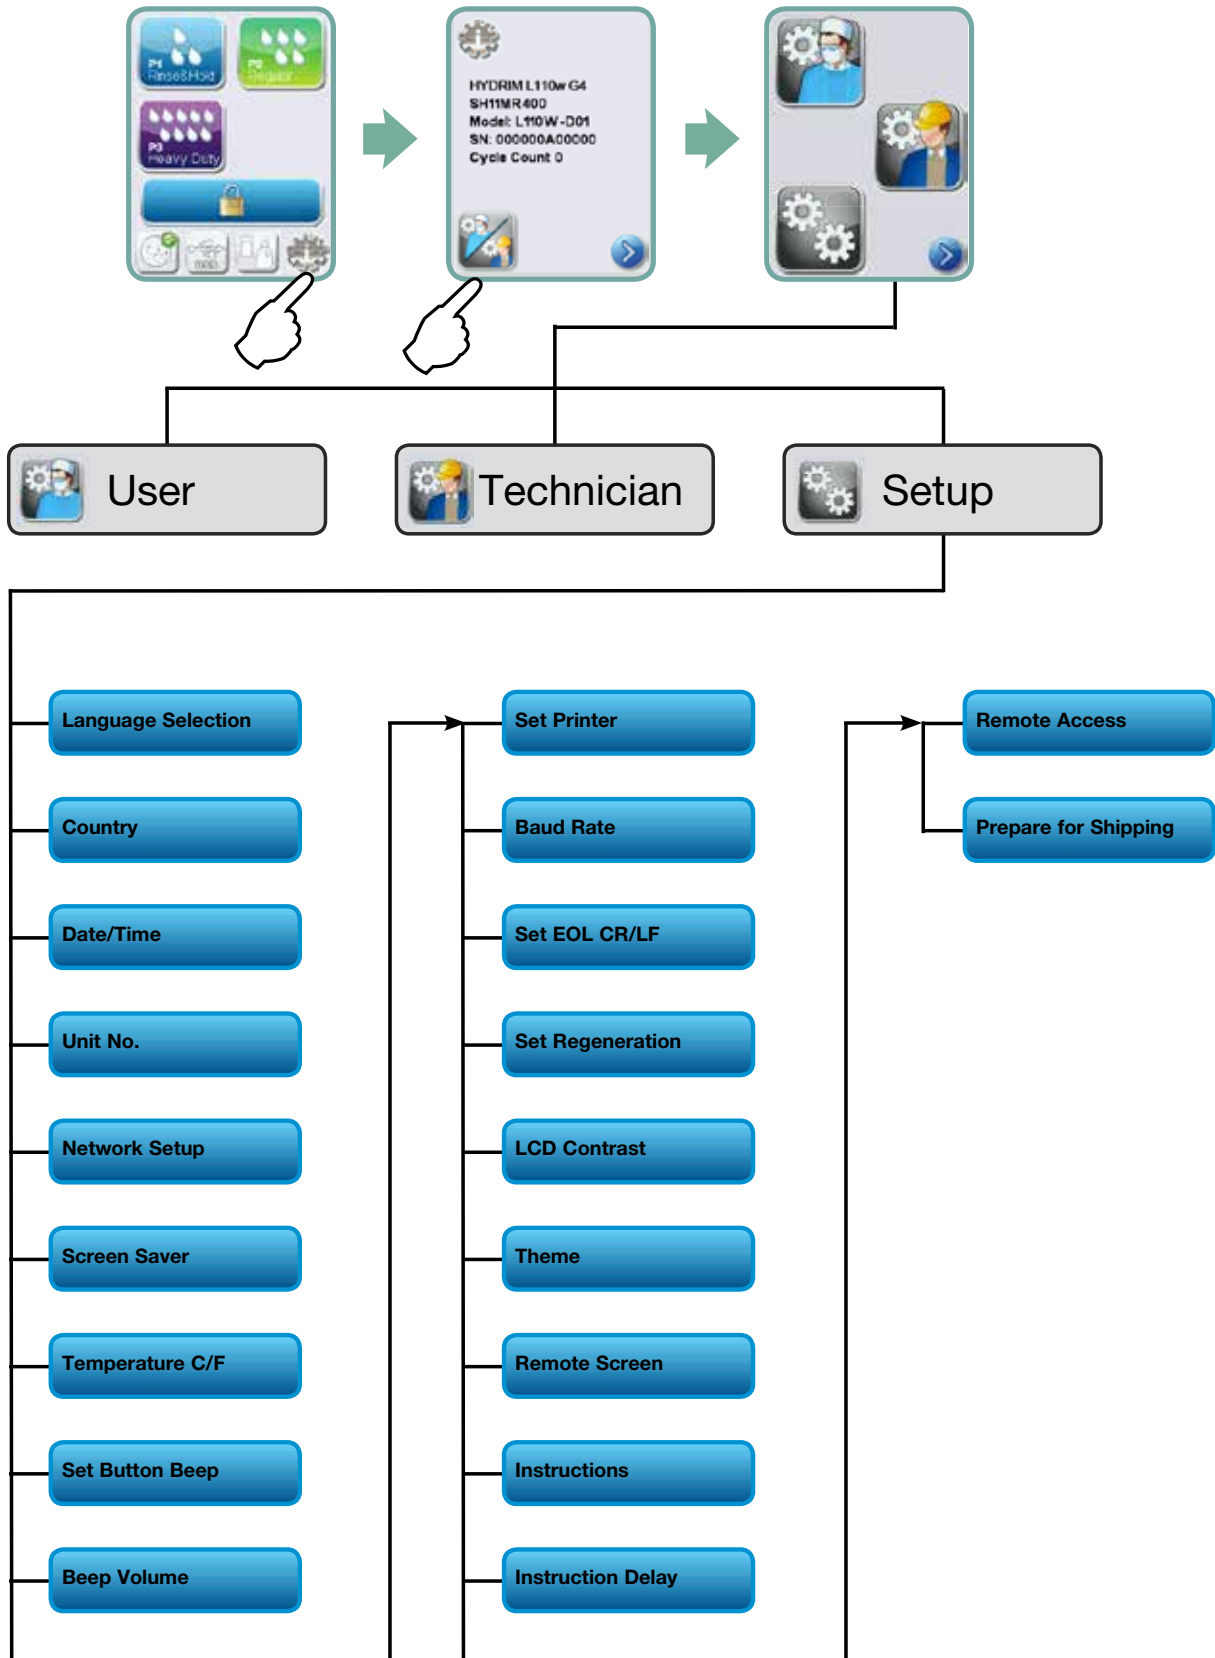 P1
Rinse&Hold
P2
Regular
P3
Heavy Duty
HYDRIM L110w G4
SH11MR400
Model: L110W-D01
SN: 000000A00000
Cycle Count 0
User
Technician
Setup
Language Selection
Country
Date/Time
Unit No.
Network Setup
Screen Saver
Temperature C/F
Set Button Beep
Beep Volume
Set Printer
Baud Rate
Set EOL CR/LF
Set Regeneration
LCD Contrast
Theme
Remote Screen
Instructions
Instruction Delay
Remote Access
Prepare for Shipping